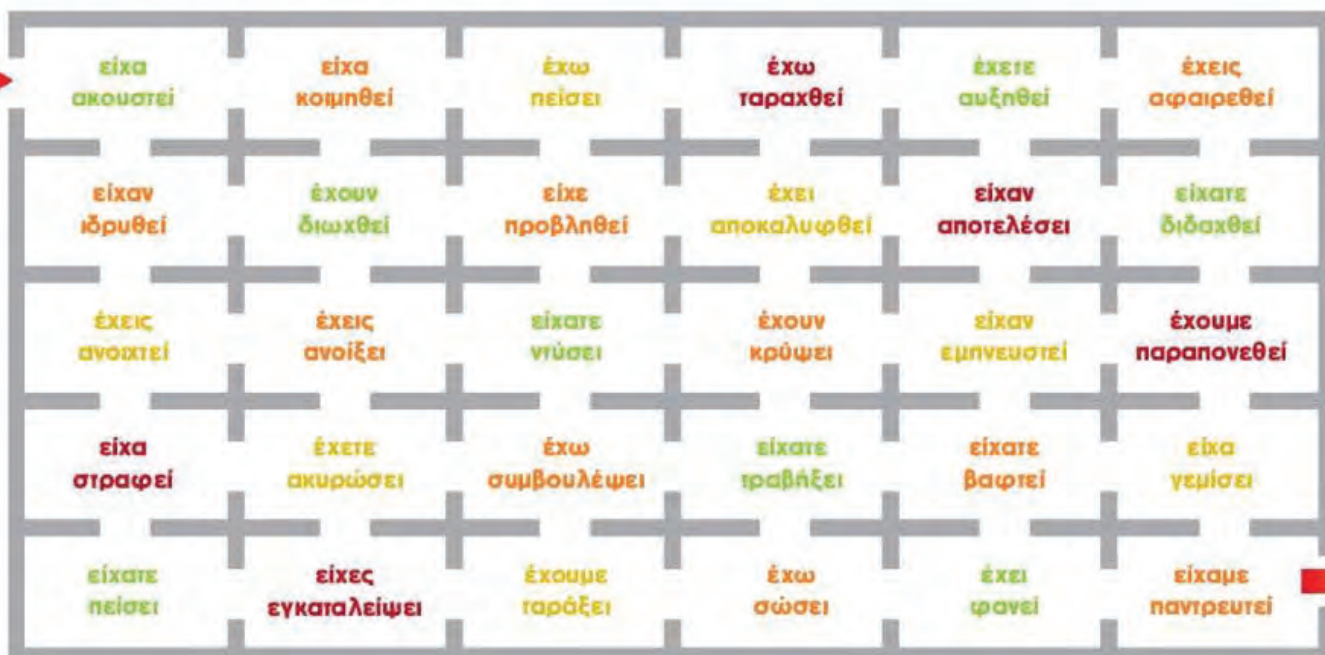 είχα
ακουστεί
είχα
κοιμηθεί
έχω
πείσει
έχω
ταραχθεί
έχετε
αυξηθεί
έχεις
αφαιρεθεί
είχαν
ιδρυθεί
έχουν
διωχθεί
είχε
προβληθεί
έχει
αποκαλυφθεί
είχαν
αποτελέσει
είχατε
διδαχθεί
έχεις
ανοιχτεί
έχεις
ανοίξει
είχατε
ντύσει
έχουν
κρύψει
είχαν
εμπνευστεί
έχουμε
παραπονεθεί
είχα
στραφεί
έχετε
ακυρώσει
έχω
συμβουλέψει
είχατε
τραβήξει
είχατε
βαφτεί
είχα
γεμίσει
είχατε
πείσει
είχες
εγκαταλείψει
έχουμε
ταράξει
έχω
σώσει
έχει
φανεί
είχαμε
παντρευτεί